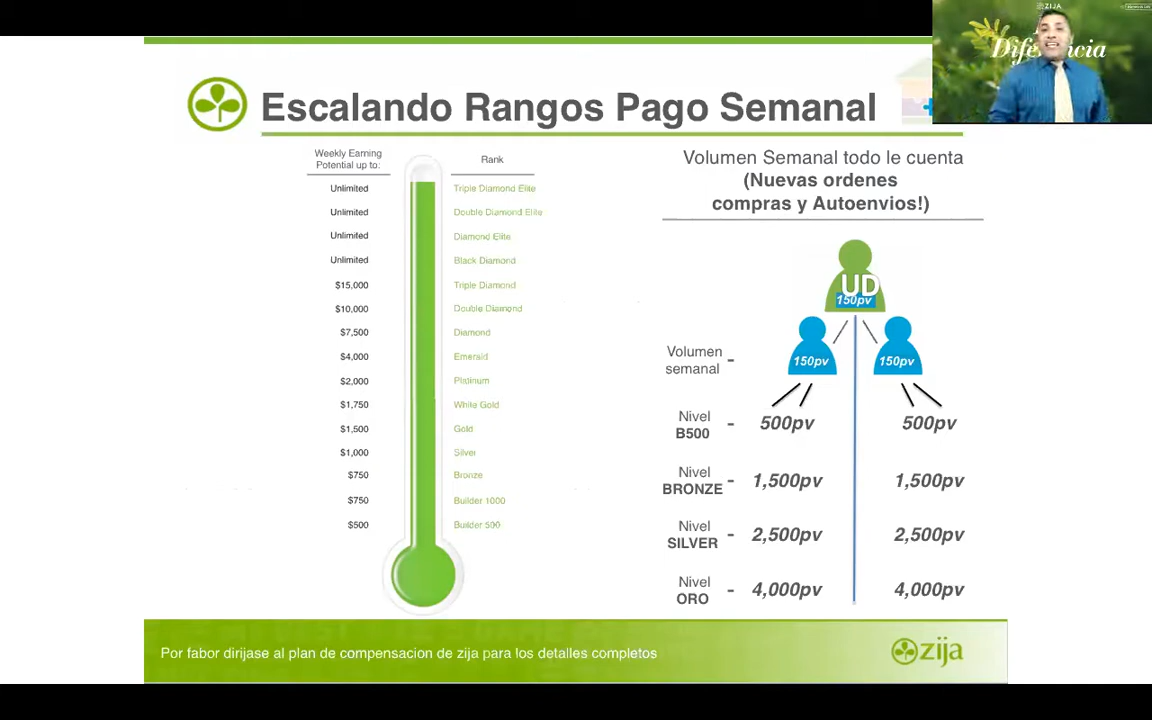 ZIJA
Diferencia
Escalando Rangos Pago Semanal
Weekly Earning
Potential up to:
Rank
Unlimited Triple Diamond Elite
Unlimited Double Diamond Elite
Unlimited Diamond Elite
Unlimited Black Diamond
$15,000 Triple Diamond
$10,000 Double Diamond
$7,500 Diamond
$4,000 Emerald
$2,000 Platinum
$1,750 White Gold
$1,500 Gold
$1,000 Silver
$750 Bronze
$750 Builder 1000
$500 Builder 500
Volumen Semanal todo le cuenta
(Nuevas ordenes
compras y Autoenvios!)
UD
150pv
Volumen
semanal -
150pv 150pv
Nivel
B500 - 500pv 500pv
Nivel
BRONZE - 1,500pv 1,500pv
Nivel
SILVER - 2,500pv 2,500pv
Nivel
ORO - 4,000pv 4,000pv
Por fabor dirijase al plan de compensacion de zija para los detalles completos
zija